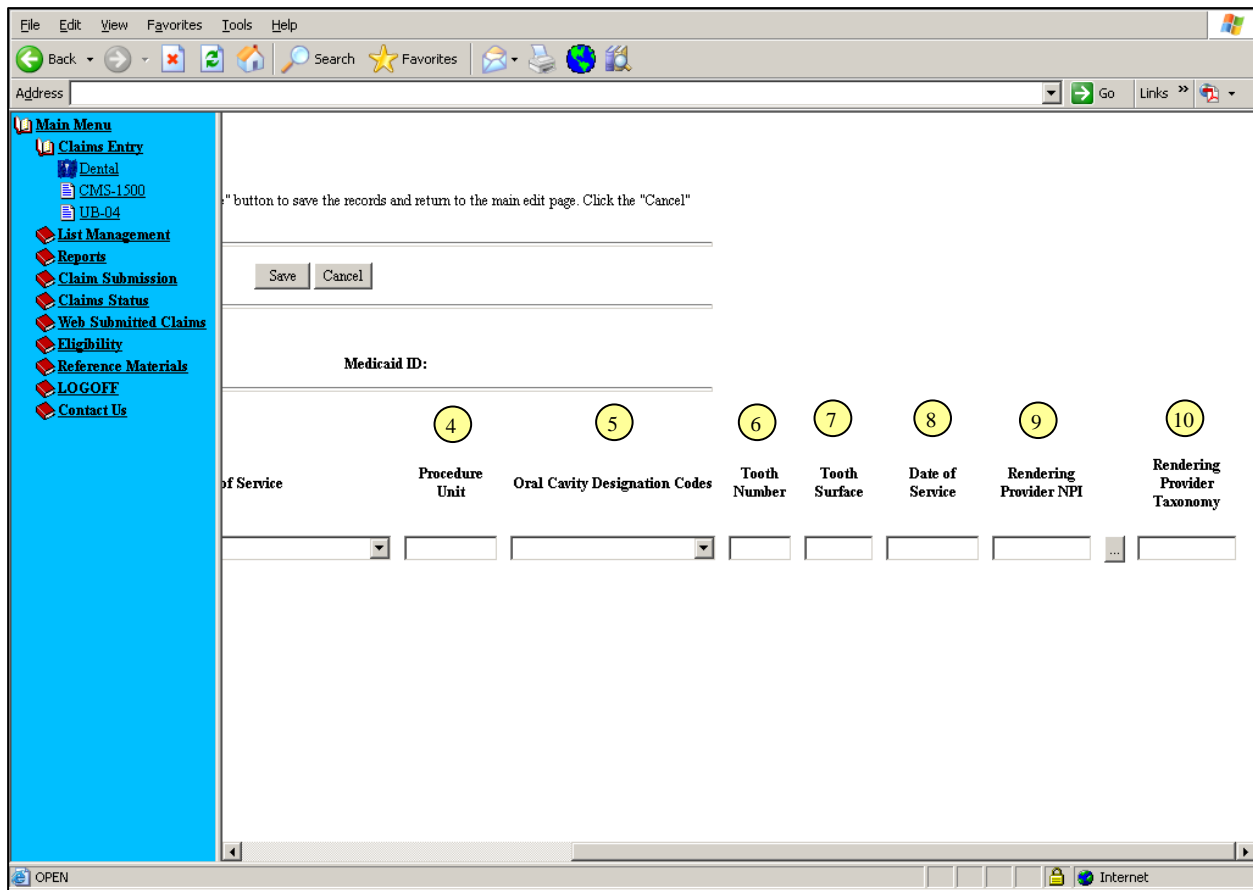 File Edit View Favorites Tools Help
Back Search Favorites
Address Go Links »
Main Menu
Claims Entry
Dental
CMS-1500
UB-04
List Management
Reports
Claim Submission
Claims Status
Web Submitted Claims
Eligibility
Reference Materials
LOGOFF
Contact Us
" button to save the records and return to the main edit page. Click the "Cancel"
Save Cancel
Medicaid ID:
4 5 6 7 8 9 10
of Service
Procedure
Unit
Oral Cavity Designation Codes
Tooth
Number
Tooth
Surface
Date of
Service
Rendering
Provider NPI
Rendering
Provider
Taxonomy
...
OPEN Internet